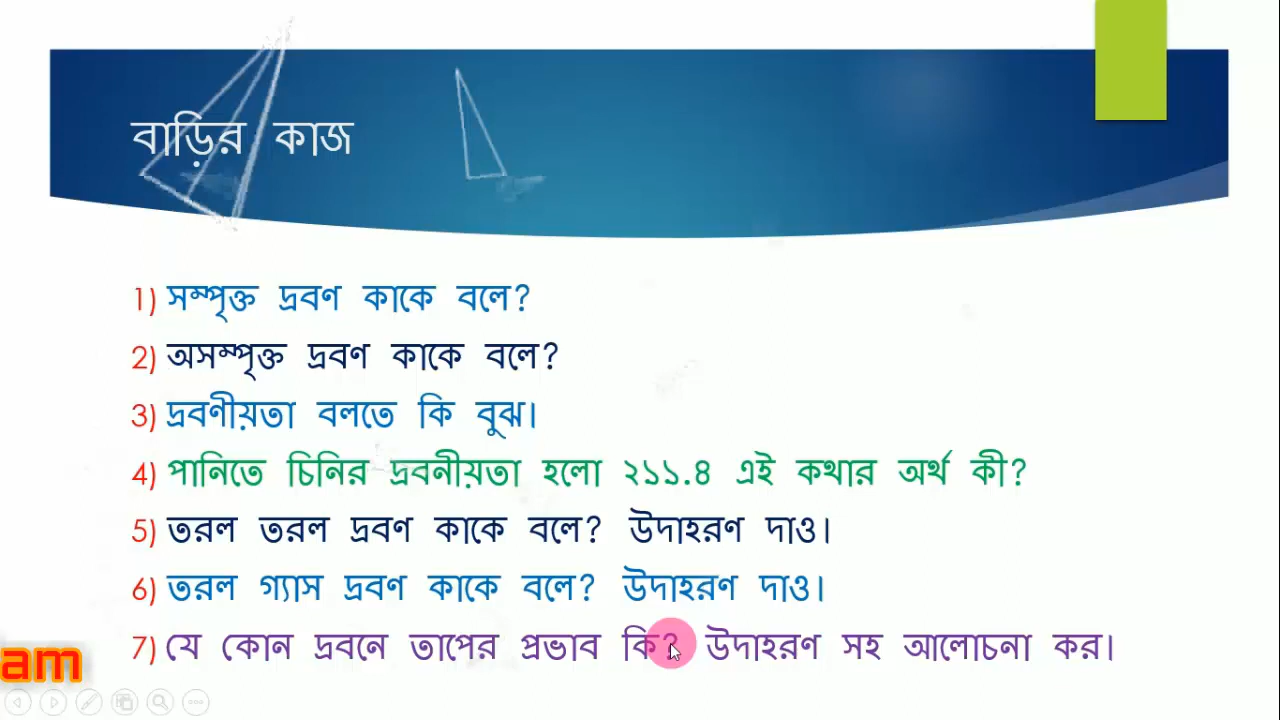 বাড়ির কাজ
1) সম্পৃক্ত দ্রবণ কাকে বলে?
2) অসম্পৃক্ত দ্রবণ কাকে বলে?
3) দ্রবণীয়তা বলতে কি বুঝ।
4) পানিতে চিনির দ্রবনীয়তা হলো ২১১.৪ এই কথার অর্থ কী?
5) তরল তরল দ্রবণ কাকে বলে? উদাহরণ দাও।
6) তরল গ্যাস দ্রবণ কাকে বলে? উদাহরণ দাও।
7) যে কোন দ্রবনে তাপের প্রভাব কি? উদাহরণ সহ আলোচনা কর।
am